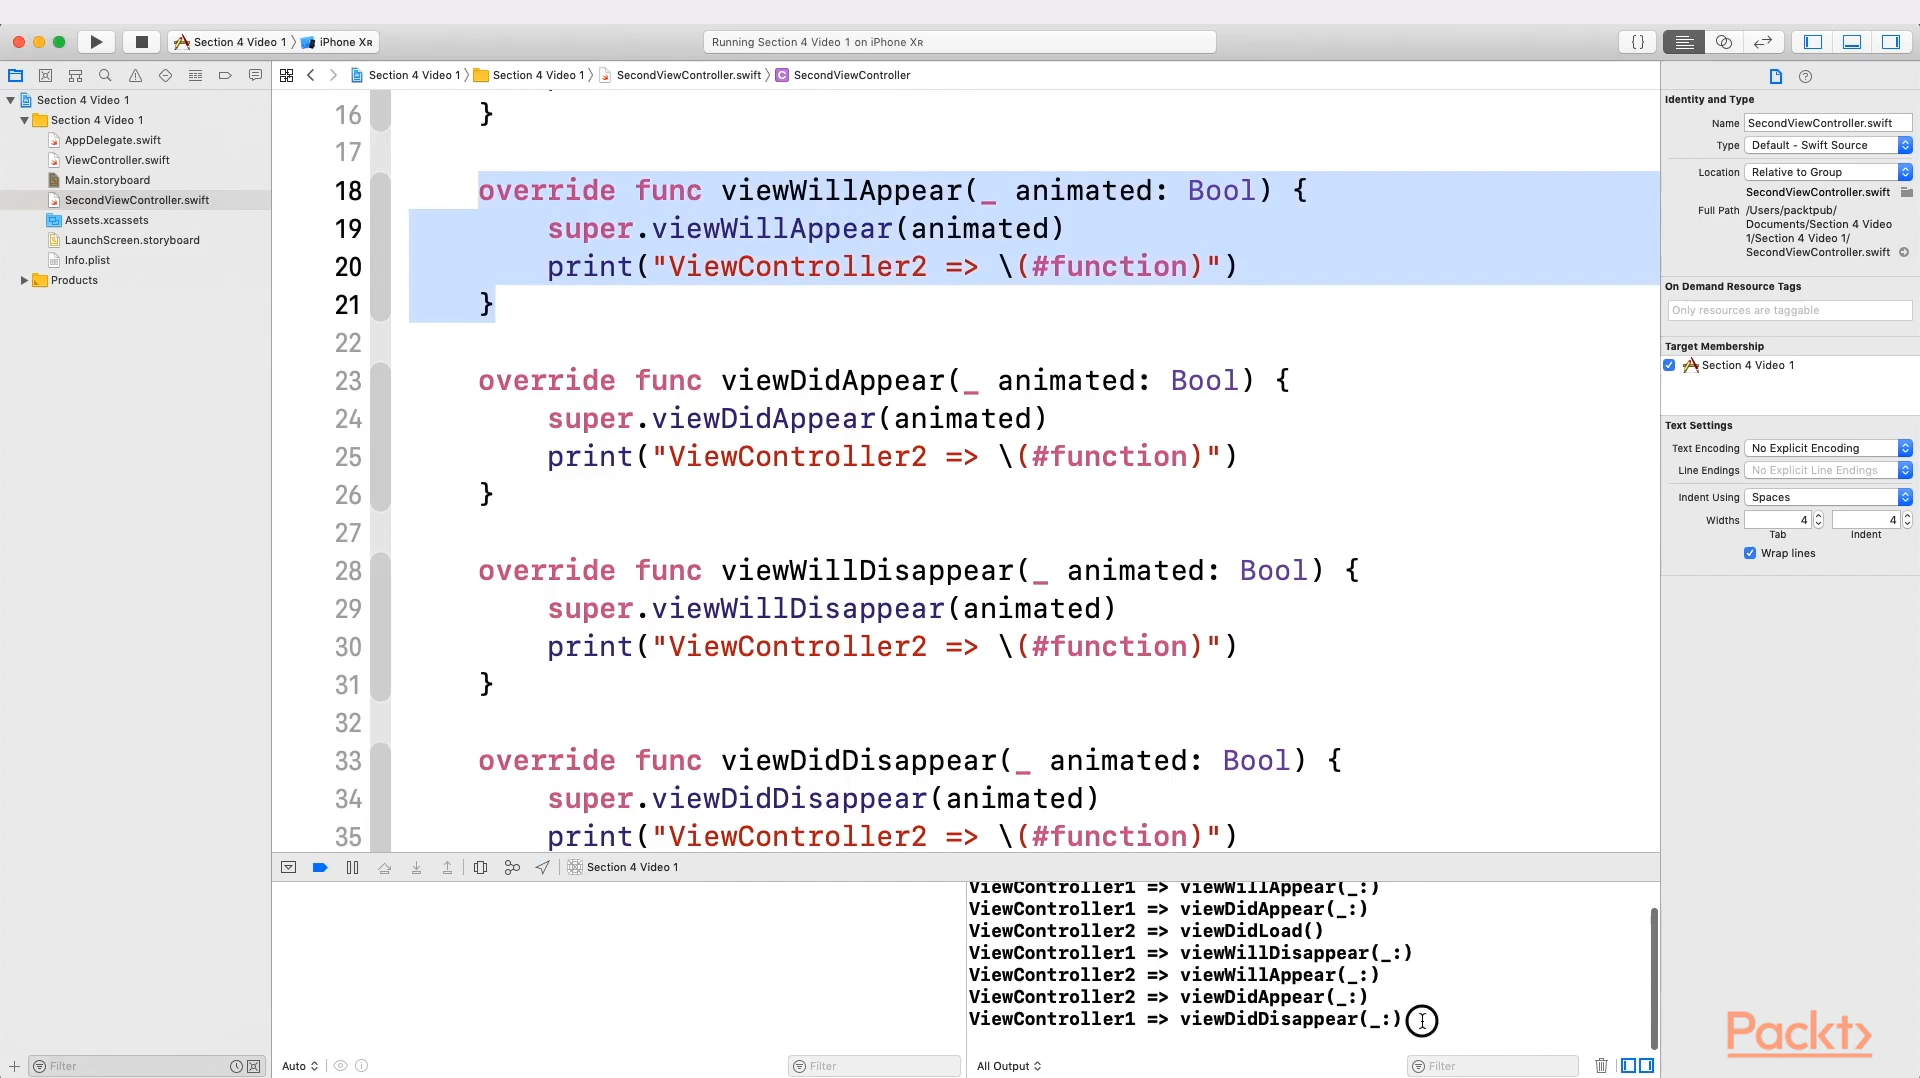 Section 4 Video 1 〉 iPhone Xʀ
Running Section 4 Video 1 on iPhone Xʀ
{ }
Section 4 Video 1 〉 Section 4 Video 1 〉 SecondViewController.swift 〉 C SecondViewController
Section 4 Video 1
Section 4 Video 1
AppDelegate.swift
ViewController.swift
Main.storyboard
SecondViewController.swift
Assets.xcassets
LaunchScreen.storyboard
Info.plist
Products
Filter
16 }
17
18 override func viewWillAppear(_ animated: Bool) {
19 super.viewWillAppear(animated)
20 print("ViewController2 => \(#function)")
21 }
22
23 override func viewDidAppear(_ animated: Bool) {
24 super.viewDidAppear(animated)
25 print("ViewController2 => \(#function)")
26 }
27
28 override func viewWillDisappear(_ animated: Bool) {
29 super.viewWillDisappear(animated)
30 print("ViewController2 => \(#function)")
31 }
32
33 override func viewDidDisappear(_ animated: Bool) {
34 super.viewDidDisappear(animated)
35 print("ViewController2 => \(#function)")
Section 4 Video 1
ViewController1 => viewWillAppear(_:)
ViewController1 => viewDidAppear(_:)
ViewController2 => viewDidLoad()
ViewController1 => viewWillDisappear(_:)
ViewController2 => viewWillAppear(_:)
ViewController2 => viewDidAppear(_:)
ViewController1 => viewDidDisappear(_:)
Auto
Filter
All Output
Filter
Identity and Type
Name SecondViewController.swift
Type Default - Swift Source
Location Relative to Group
SecondViewController.swift
Full Path /Users/packtpub/
Documents/Section 4 Video
1/Section 4 Video 1/
SecondViewController.swift
On Demand Resource Tags
Only resources are taggable
Target Membership
Section 4 Video 1
Text Settings
Text Encoding No Explicit Encoding
Line Endings No Explicit Line Endings
Indent Using Spaces
Widths 4 4
Tab Indent
Wrap lines
Packt>